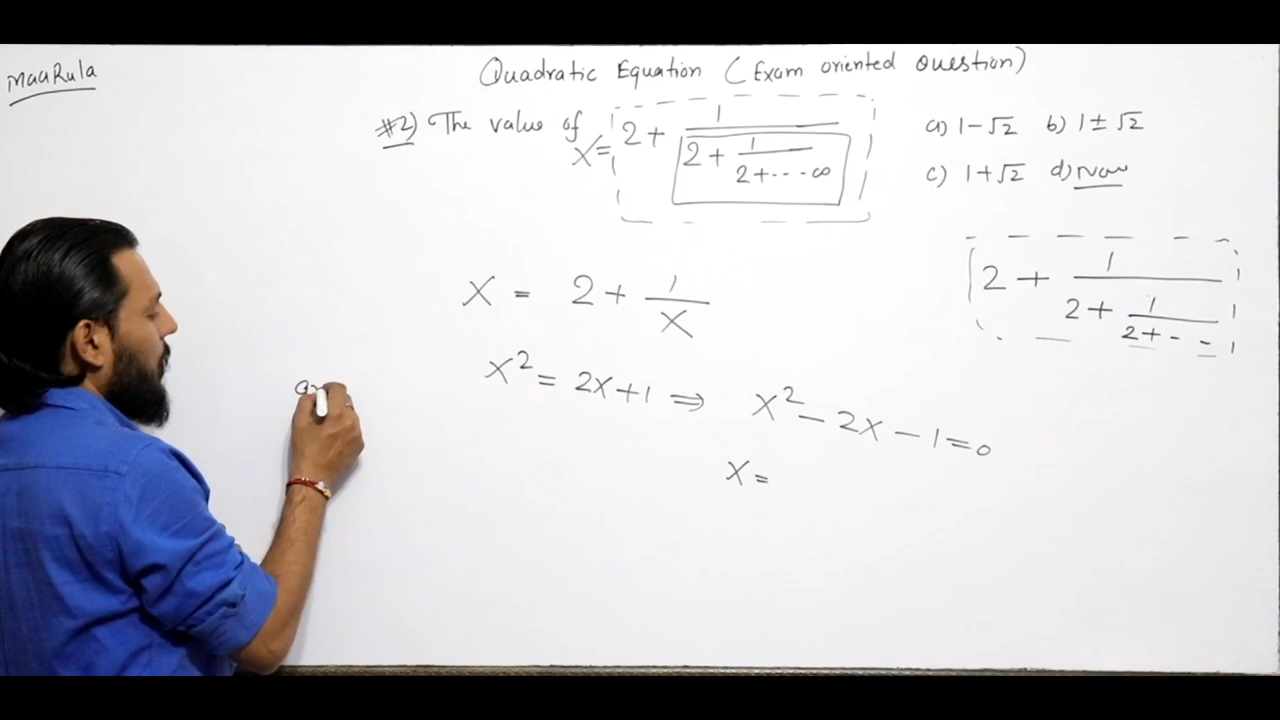 MaaRula
Quadratic Equation (Exam oriented Question)
#2) The value of x = 2 + 1/(2 + 1/(2 + --- ∞))
a) 1-√2 b) 1±√2
c) 1+√2 d)
2 + 1/(2 + 1/(2 + - - -))
x = 2 + 1/x
x² = 2x+1 ⇒ x² - 2x - 1 = 0
x =